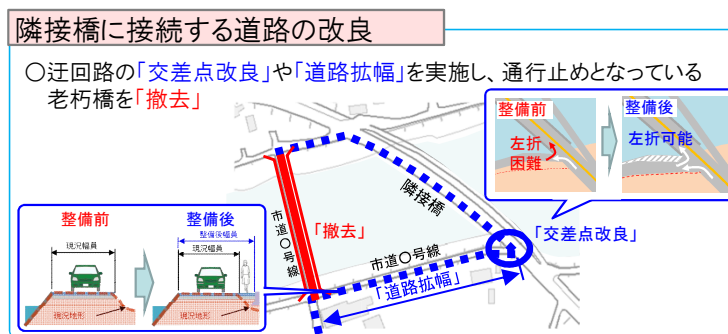 隣接橋に接続する道路の改良
○迂回路の「交差点改良」や「道路拡幅」を実施し、通行止めとなっている
老朽橋を「撤去」
整備前
整備後
左折
困難
左折可能
隣接橋
「交差点改良」
市道〇号線
「撤去」
市道〇号線
「道路拡幅」
整備前
整備後
現況幅員
整備後幅員
現況幅員
現況地形
現況地形